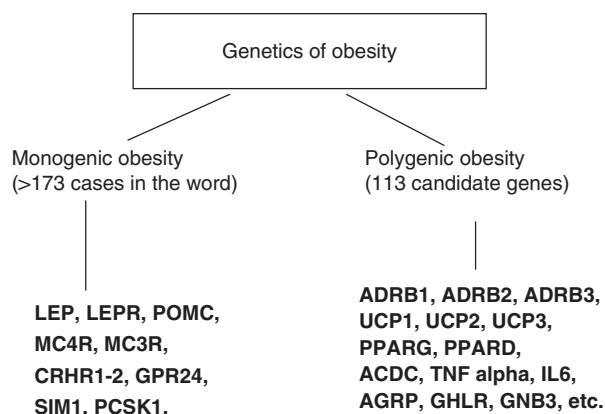 Genetics of obesity
Monogenic obesity
(>173 cases in the word)
Polygenic obesity
(113 candidate genes)
LEP, LEPR, POMC,
MC4R, MC3R,
CRHR1-2, GPR24,
SIM1, PCSK1.
ADRB1, ADRB2, ADRB3,
UCP1, UCP2, UCP3,
PPARG, PPARD,
ACDC, TNF alpha, IL6,
AGRP, GHLR, GNB3, etc.